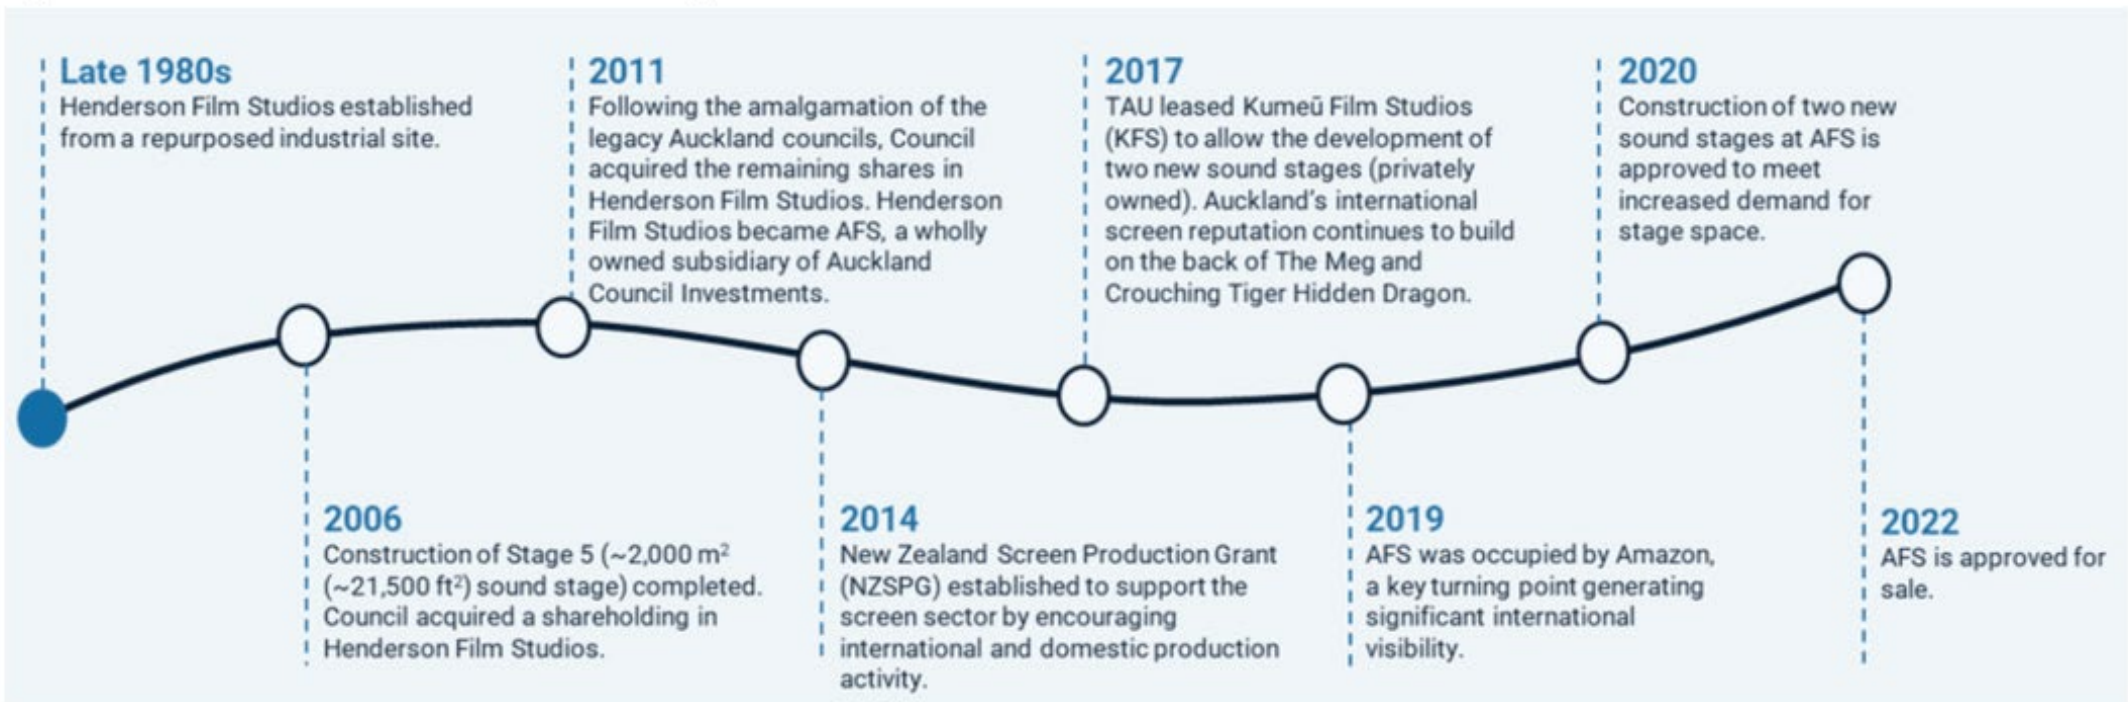 Late 1980s
Henderson Film Studios established
from a repurposed industrial site.
2006
Construction of Stage 5 (~2,000 m²
(~21,500 ft²) sound stage) completed.
Council acquired a shareholding in
Henderson Film Studios.
2011
Following the amalgamation of the
legacy Auckland councils, Council
acquired the remaining shares in
Henderson Film Studios. Henderson
Film Studios became AFS, a wholly
owned subsidiary of Auckland
Council Investments.
2014
New Zealand Screen Production Grant
(NZSPG) established to support the
screen sector by encouraging
international and domestic production
activity.
2017
TAU leased Kumeū Film Studios
(KFS) to allow the development of
two new sound stages (privately
owned). Auckland's international
screen reputation continues to build
on the back of The Meg and
Crouching Tiger Hidden Dragon.
2019
AFS was occupied by Amazon,
a key turning point generating
significant international
visibility.
2020
Construction of two new
sound stages at AFS is
approved to meet
increased demand for
stage space.
2022
AFS is approved for
sale.